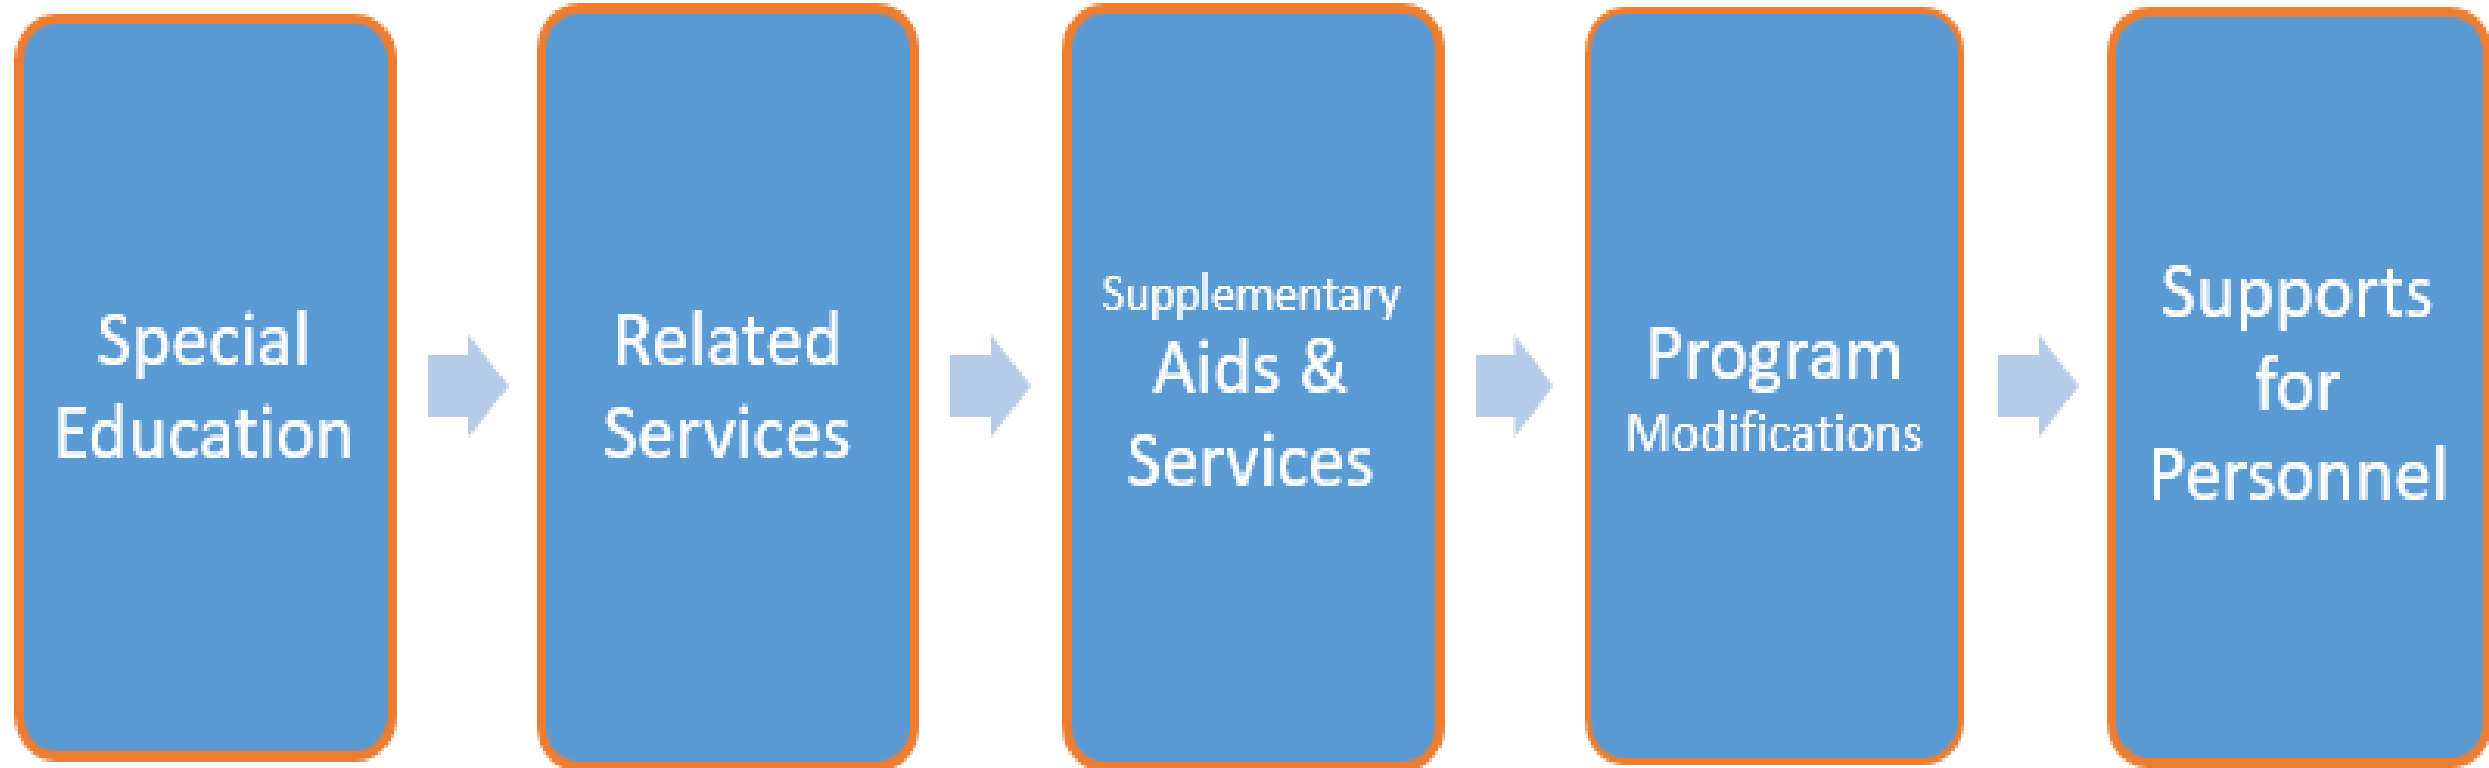 Special
Education
Related
Services
Supplementary
Aids &
Services
Program
Modifications
Supports
for
Personnel